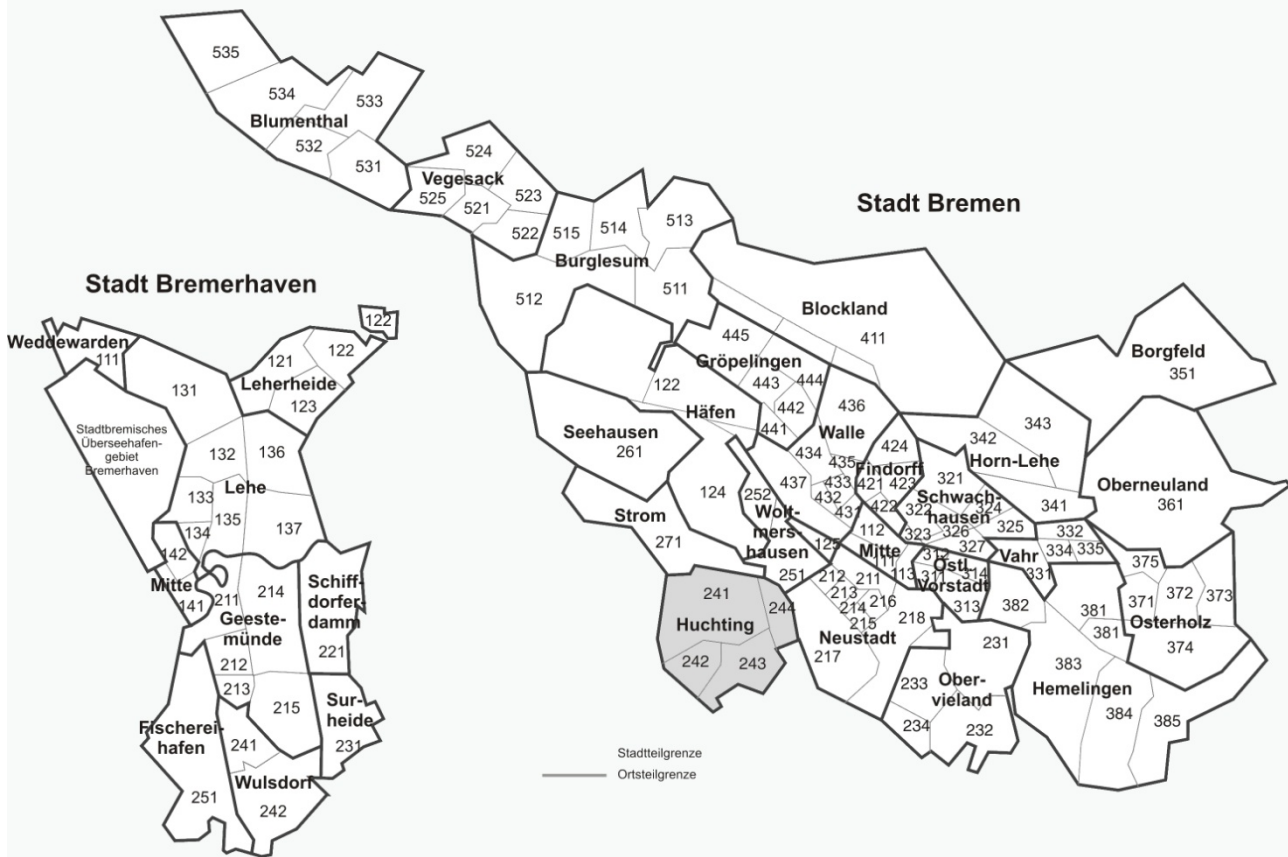 535
534
533
Blumenthal
532
531
524
Vegesack
525
521
523
522
515
514
513
Burglesum
512
511
Stadt Bremen
Blockland
411
Borgfeld
351
445
Gröpelingen
443
444
442
441
122
Häfen
Seehausen
261
436
Walle
434
435
433
437
432
431
424
Findorff
421
423
422
342
343
Horn-Lehe
341
321
Schwach-
hausen
322
324
325
323
326
327
Oberneuland
361
124
252
Wolt-
mers-
hausen
125
251
Strom
271
112
Mitte
111
113
312
Östl.
Vorstadt
311
314
313
Vahr
332
334
335
331
375
371
372
373
Osterholz
374
241
244
Huchting
242
243
212
211
213
214
216
215
218
Neustadt
217
231
233
Ober-
vieland
234
232
382
381
381
383
Hemelingen
384
385
Stadt Bremerhaven
Weddewarden
111
122
121
122
Leherheide
123
131
Stadtbremisches
Überseehafen-
gebiet
Bremerhaven
132
136
Lehe
133
135
134
137
142
Mitte
141
211
214
Geeste-
münde
Schiff-
dorfer-
damm
221
212
213
215
Sur-
heide
231
Fischerei-
hafen
241
Wulsdorf
251
242
Stadtteilgrenze
Ortsteilgrenze